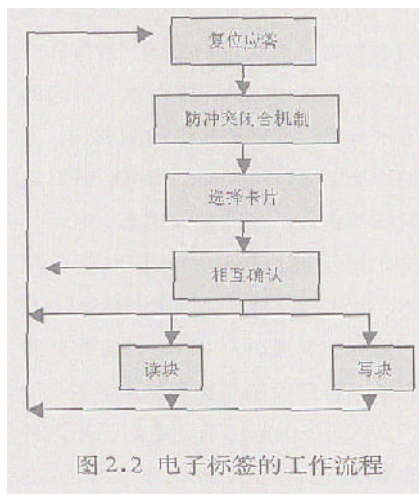 复位应答
防冲突闭合机制
选择卡片
相互确认
读块
写块
图2.2 电子标签的工作流程